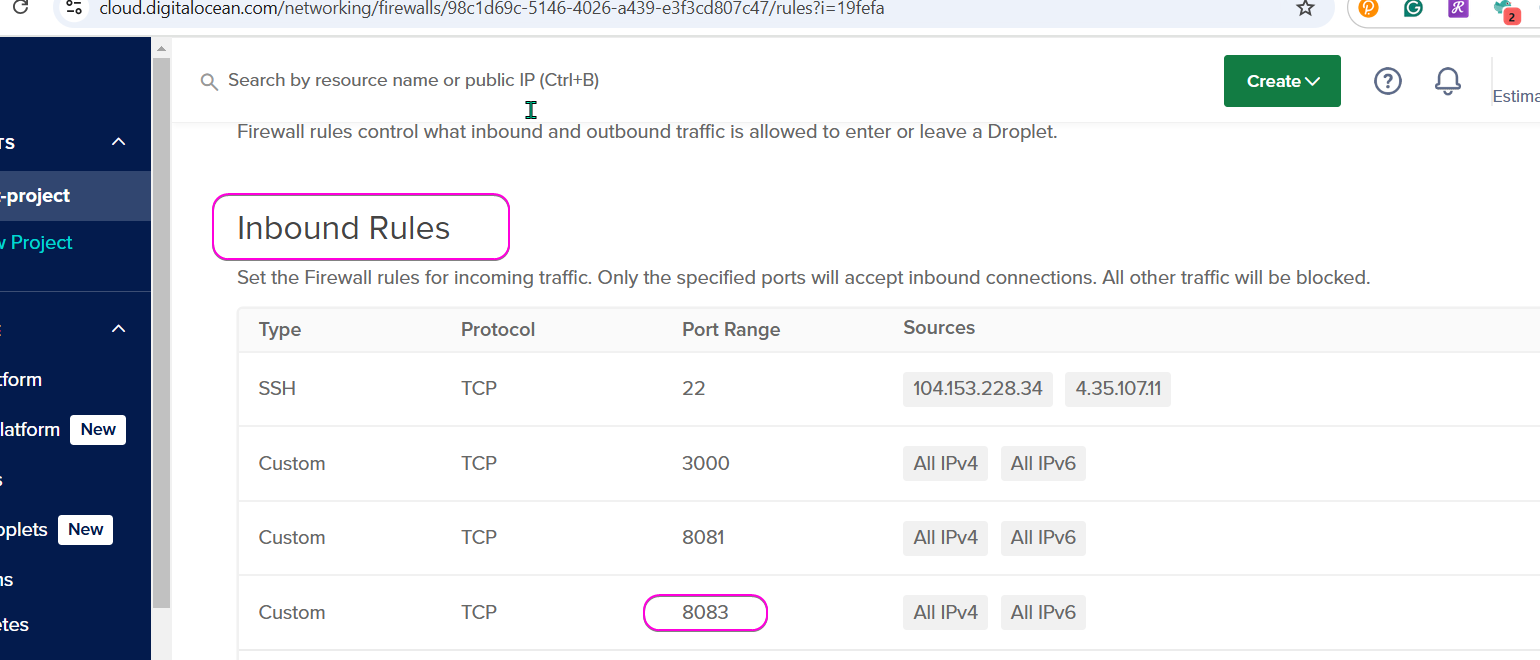 cloud.digitalocean.com/networking/firewalls/98c1d69c-5146-4026-a439-e3f3cd807c47/rules?i=19fefa
2
Search by resource name or public IP (Ctrl+B)
Create
Estima
TS
-project
w Project
tform
latform New
s
oplets New
ns
etes
Firewall rules control what inbound and outbound traffic is allowed to enter or leave a Droplet.
Inbound Rules
Set the Firewall rules for incoming traffic. Only the specified ports will accept inbound connections. All other traffic will be blocked.
Type Protocol Port Range Sources
SSH TCP 22 104.153.228.34 4.35.107.11
Custom TCP 3000 All IPv4 All IPv6
Custom TCP 8081 All IPv4 All IPv6
Custom TCP 8083 All IPv4 All IPv6